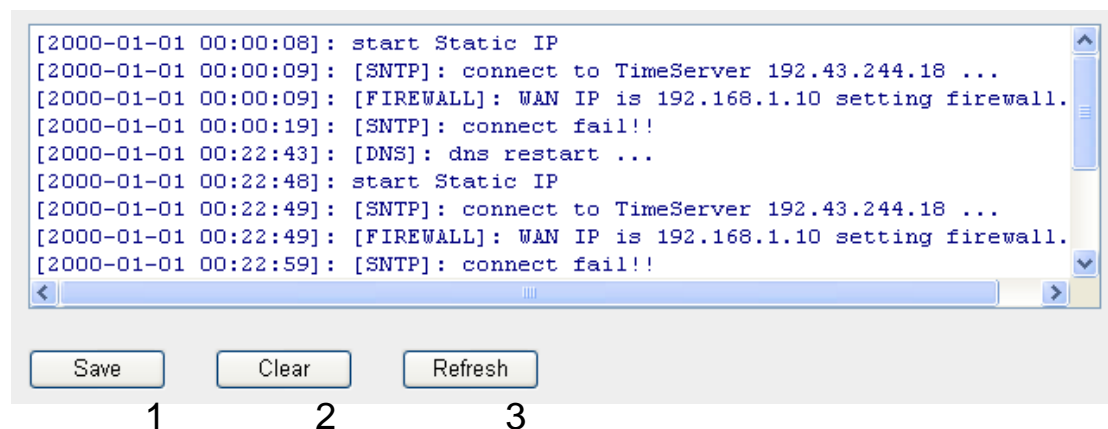 [2000-01-01 00:00:08]: start Static IP
[2000-01-01 00:00:09]: [SNTP]: connect to TimeServer 192.43.244.18 ...
[2000-01-01 00:00:09]: [FIREWALL]: WAN IP is 192.168.1.10 setting firewall.
[2000-01-01 00:00:19]: [SNTP]: connect fail!!
[2000-01-01 00:22:43]: [DNS]: dns restart ...
[2000-01-01 00:22:48]: start Static IP
[2000-01-01 00:22:49]: [SNTP]: connect to TimeServer 192.43.244.18 ...
[2000-01-01 00:22:49]: [FIREWALL]: WAN IP is 192.168.1.10 setting firewall.
[2000-01-01 00:22:59]: [SNTP]: connect fail!!
Save Clear Refresh
1 2 3